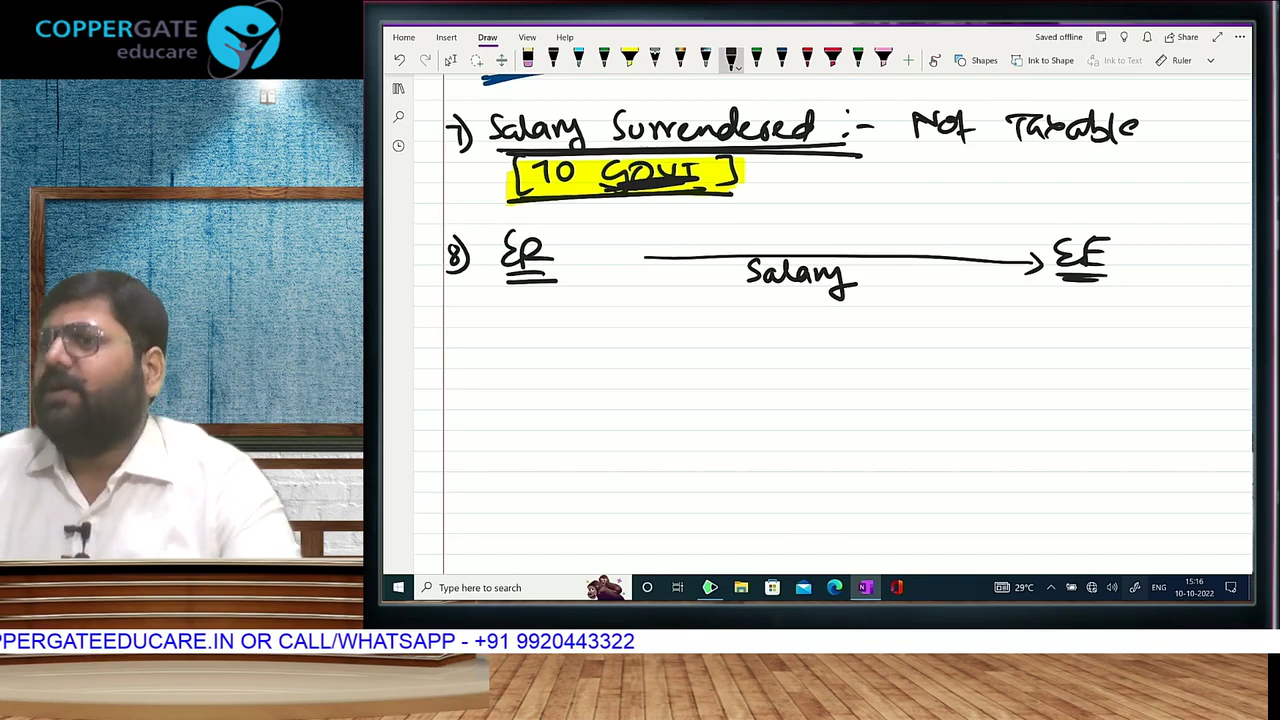 COPPERGATE
educare
Home Insert Draw View Help
Saved offline
Share
Shapes Ink to Shape Ink to Text Ruler
7) Salary Surrendered :- Not Taxable
[TO GOVT]
8) ER Salary EE
Type here to search
29°C
ENG
15:16
10-10-2022
PPERGATEEDUCARE.IN OR CALL/WHATSAPP - +91 9920443322